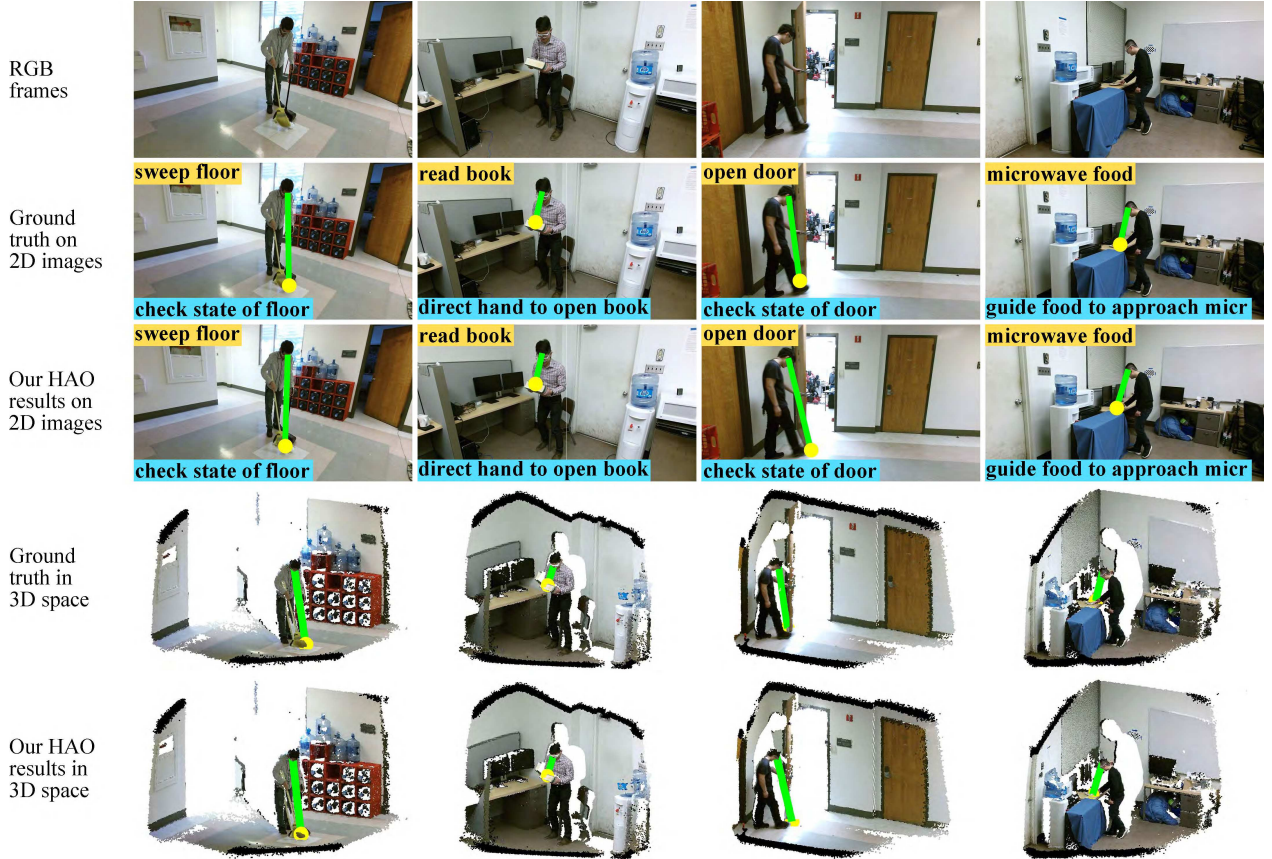 RGB
frames
sweep floor
read book
open door
microwave food
Ground
truth on
2D images
check state of floor
direct hand to open book
check state of door
guide food to approach micr
sweep floor
read book
open door
microwave food
Our HAO
results on
2D images
check state of floor
direct hand to open book
check state of door
guide food to approach micr
Ground
truth in
3D space
Our HAO
results in
3D space